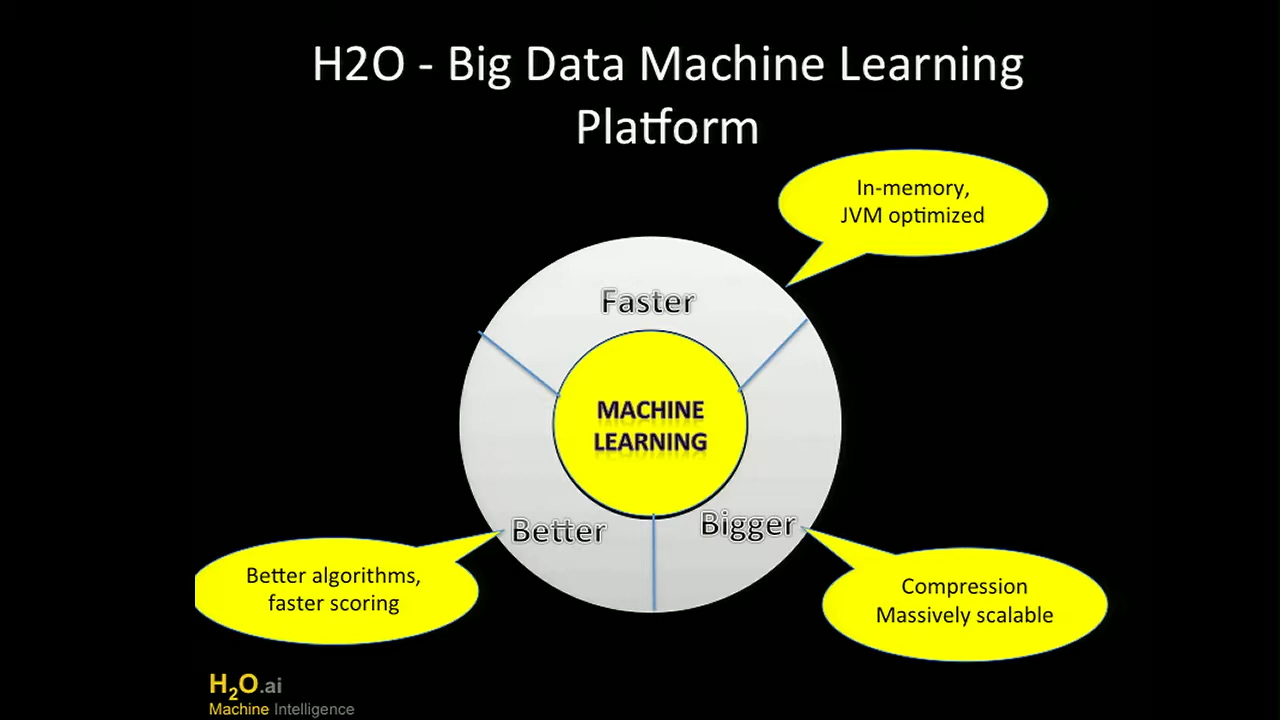 H2O - Big Data Machine Learning
Platform
In-memory,
JVM optimized
Faster
MACHINE
LEARNING
Better
Bigger
Better algorithms,
faster scoring
Compression
Massively scalable
H2O.ai
Machine Intelligence